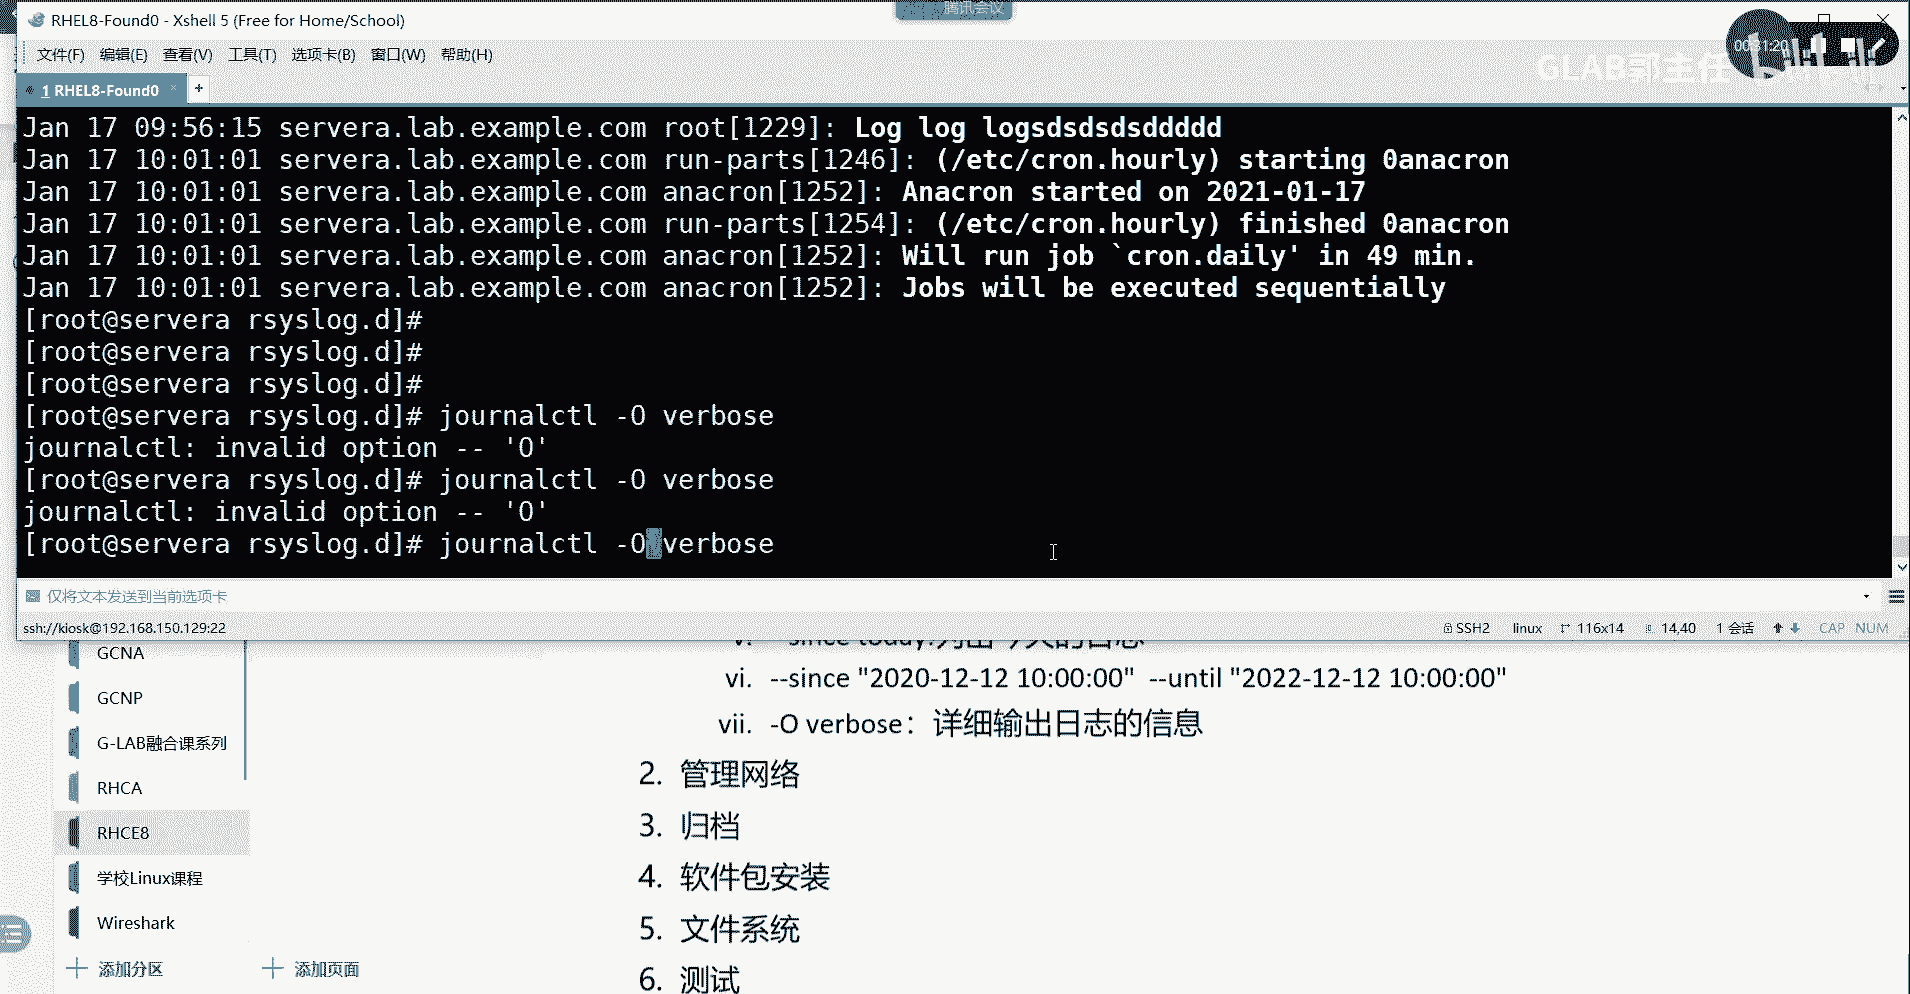 腾讯会议
RHEL8-Found0 - Xshell 5 (Free for Home/School)
00:31:20
GLAB郭主任
文件(F) 编辑(E) 查看(V) 工具(T) 选项卡(B) 窗口(W) 帮助(H)
1 RHEL8-Found0 × +
Jan 17 09:56:15 servera.lab.example.com root[1229]: Log log logsdsdsdsddddd
Jan 17 10:01:01 servera.lab.example.com run-parts[1246]: (/etc/cron.hourly) starting 0anacron
Jan 17 10:01:01 servera.lab.example.com anacron[1252]: Anacron started on 2021-01-17
Jan 17 10:01:01 servera.lab.example.com run-parts[1254]: (/etc/cron.hourly) finished 0anacron
Jan 17 10:01:01 servera.lab.example.com anacron[1252]: Will run job `cron.daily' in 49 min.
Jan 17 10:01:01 servera.lab.example.com anacron[1252]: Jobs will be executed sequentially
[root@servera rsyslog.d]#
[root@servera rsyslog.d]#
[root@servera rsyslog.d]#
[root@servera rsyslog.d]# journalctl -O verbose
journalctl: invalid option -- 'O'
[root@servera rsyslog.d]# journalctl -O verbose
journalctl: invalid option -- 'O'
[root@servera rsyslog.d]# journalctl -O verbose
仅将文本发送到当前选项卡
ssh://kiosk@192.168.150.129:22 SSH2 linux 116x14 14,40 1 会话 CAP NUM
v. --since today:列出今天的日志
vi. --since "2020-12-12 10:00:00" --until "2022-12-12 10:00:00"
vii. -O verbose：详细输出日志的信息
2. 管理网络
3. 归档
4. 软件包安装
5. 文件系统
6. 测试
GCNA
GCNP
G-LAB融合课系列
RHCA
RHCE8
学校Linux课程
Wireshark
添加分区 添加页面